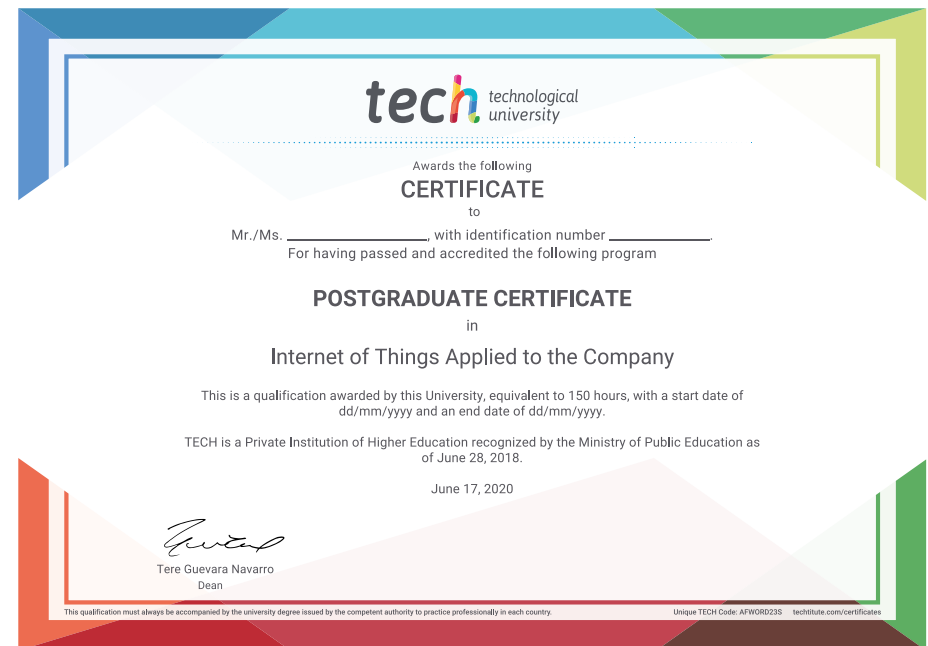 tech technological
university
Awards the following
CERTIFICATE
to
Mr./Ms. ____________________, with identification number ______________.
For having passed and accredited the following program
POSTGRADUATE CERTIFICATE
in
Internet of Things Applied to the Company
This is a qualification awarded by this University, equivalent to 150 hours, with a start date of
dd/mm/yyyy and an end date of dd/mm/yyyy.
TECH is a Private Institution of Higher Education recognized by the Ministry of Public Education as
of June 28, 2018.
June 17, 2020
Tere Guevara Navarro
Dean
This qualification must always be accompanied by the university degree issued by the competent authority to practice professionally in each country.
Unique TECH Code: AFWORD23S techtitute.com/certificates